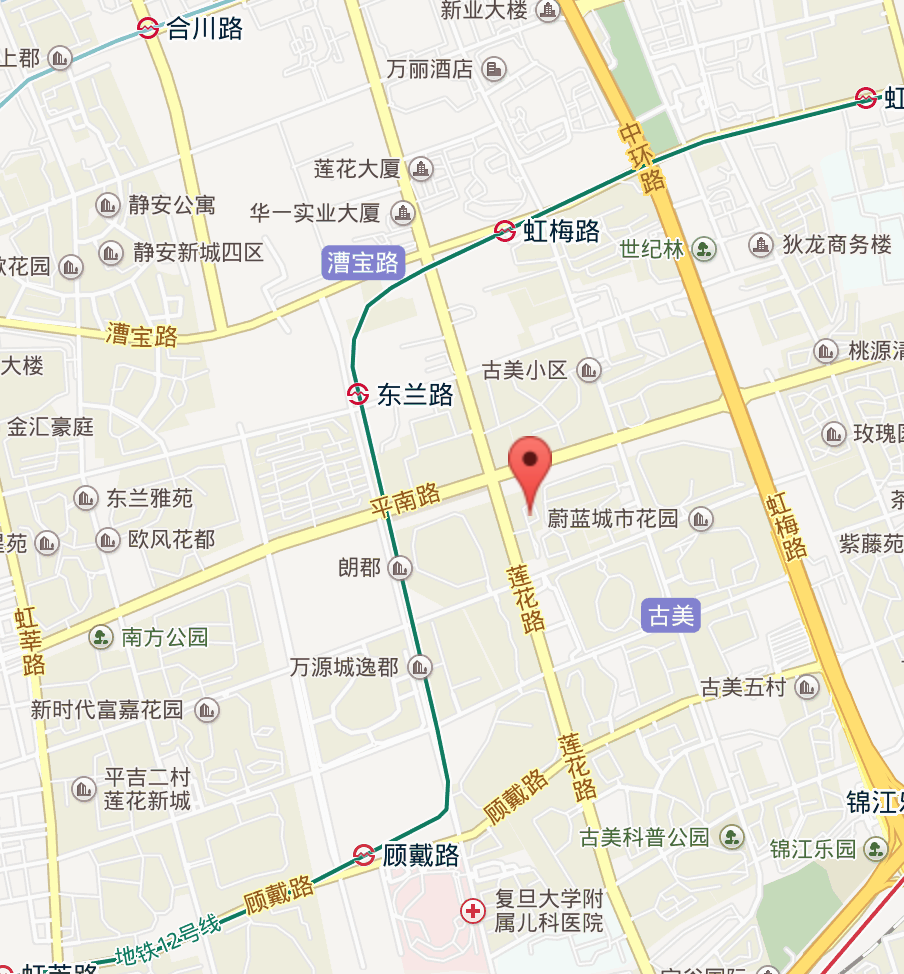 新业大楼
合川路
上郡
万丽酒店
虹
中环路
莲花大厦
静安公寓
华一实业大厦
虹梅路
静安新城四区
世纪林
狄龙商务楼
花园
漕宝路
漕宝路
大楼
古美小区
桃源
东兰路
金汇豪庭
玫瑰
平南路
东兰雅苑
蔚蓝城市花园
虹梅路
苑
欧风花都
紫藤苑
朗郡
莲花路
古美
虹莘路
南方公园
万源城逸郡
古美五村
新时代富嘉花园
莲花路
平吉二村
莲花新城
顾戴路
锦江乐
古美科普公园
锦江乐园
顾戴路
顾戴路
复旦大学附
属儿科医院
地铁12号线